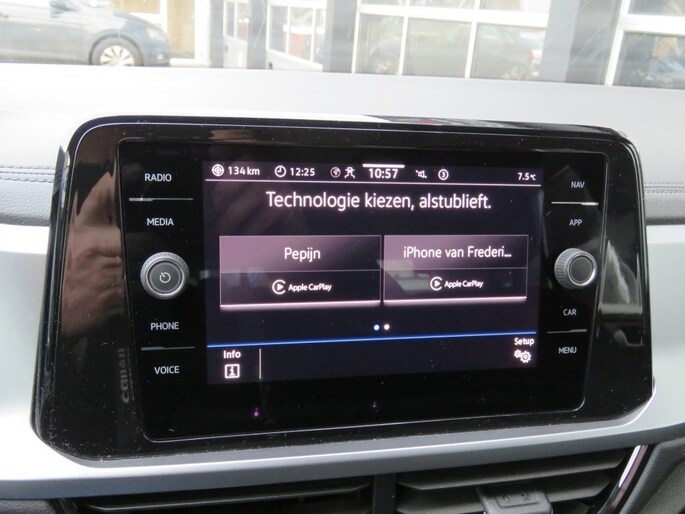 RADIO
MEDIA
PHONE
VOICE
134 km 12:25 10:57 7.5 °C
Technologie kiezen, alstublieft.
Pepijn
Apple CarPlay
iPhone van Frederi...
Apple CarPlay
Info
Setup
NAV
APP
CAR
MENU
Canon